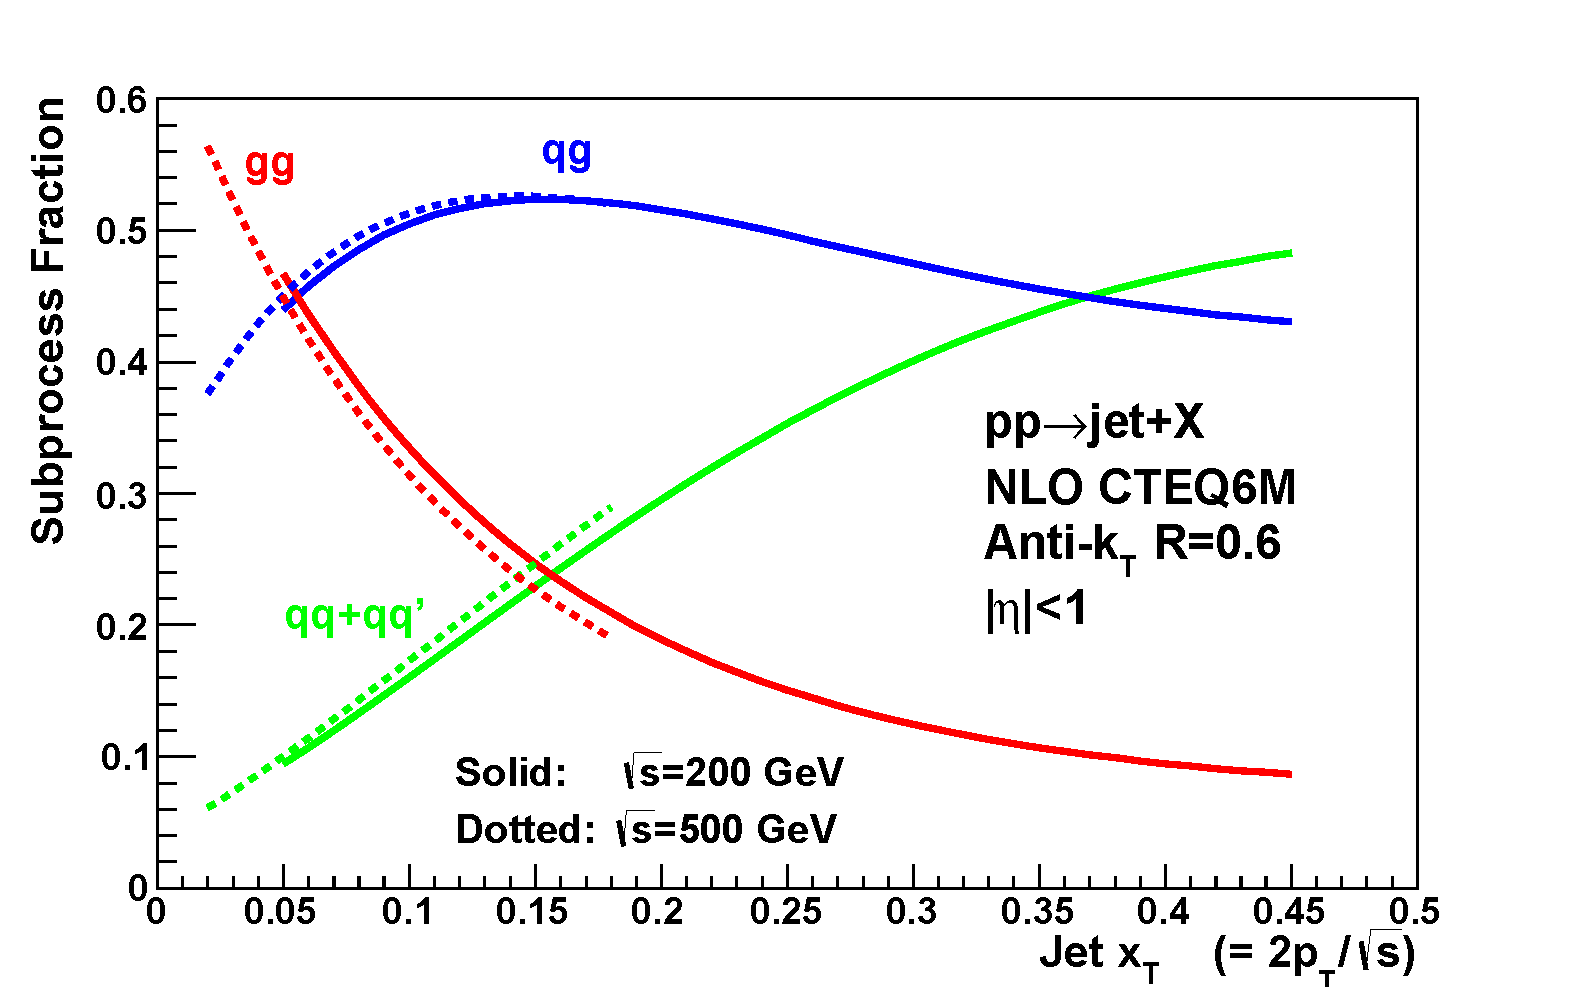 Subprocess Fraction
0.6
0.5
0.4
0.3
0.2
0.1
0
gg
qg
qq+qq’
pp→jet+X
NLO CTEQ6M
Anti-kT R=0.6
|η|<1
Solid: √s=200 GeV
Dotted: √s=500 GeV
0 0.05 0.1 0.15 0.2 0.25 0.3 0.35 0.4 0.45 0.5
Jet xT (= 2pT/√s)